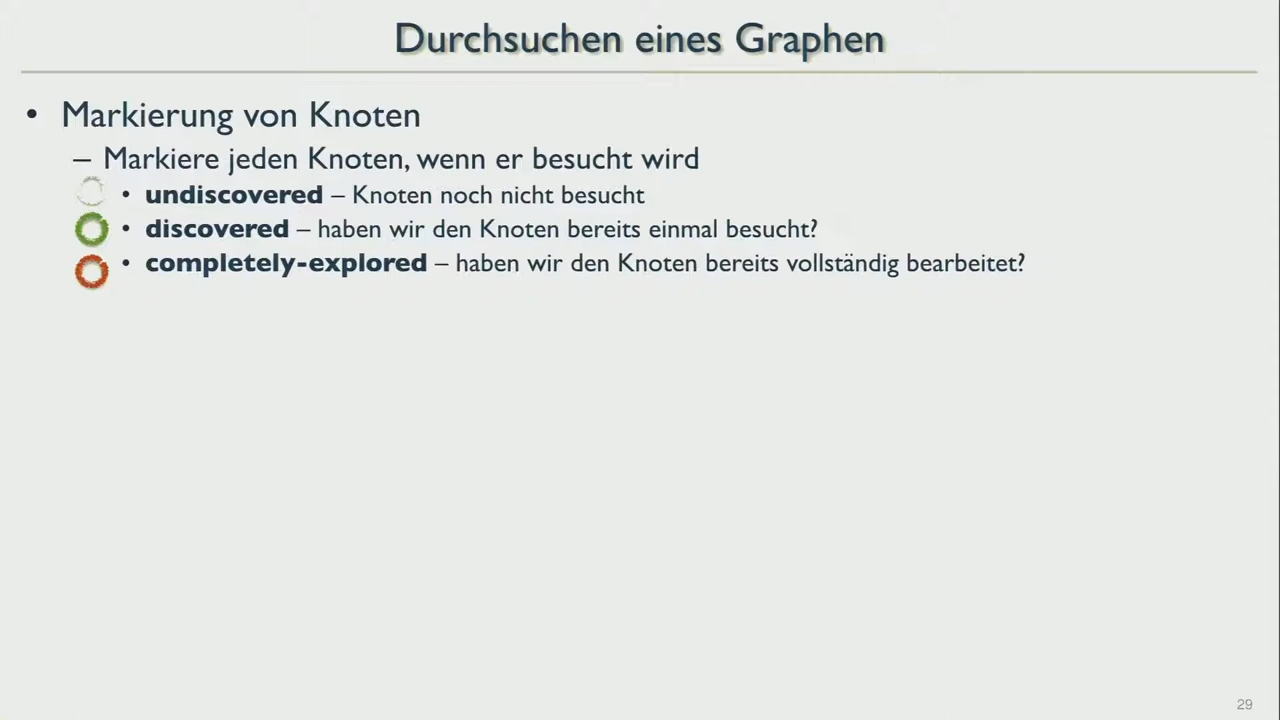 Durchsuchen eines Graphen
• Markierung von Knoten
– Markiere jeden Knoten, wenn er besucht wird
• undiscovered – Knoten noch nicht besucht
• discovered – haben wir den Knoten bereits einmal besucht?
• completely-explored – haben wir den Knoten bereits vollständig bearbeitet?
29